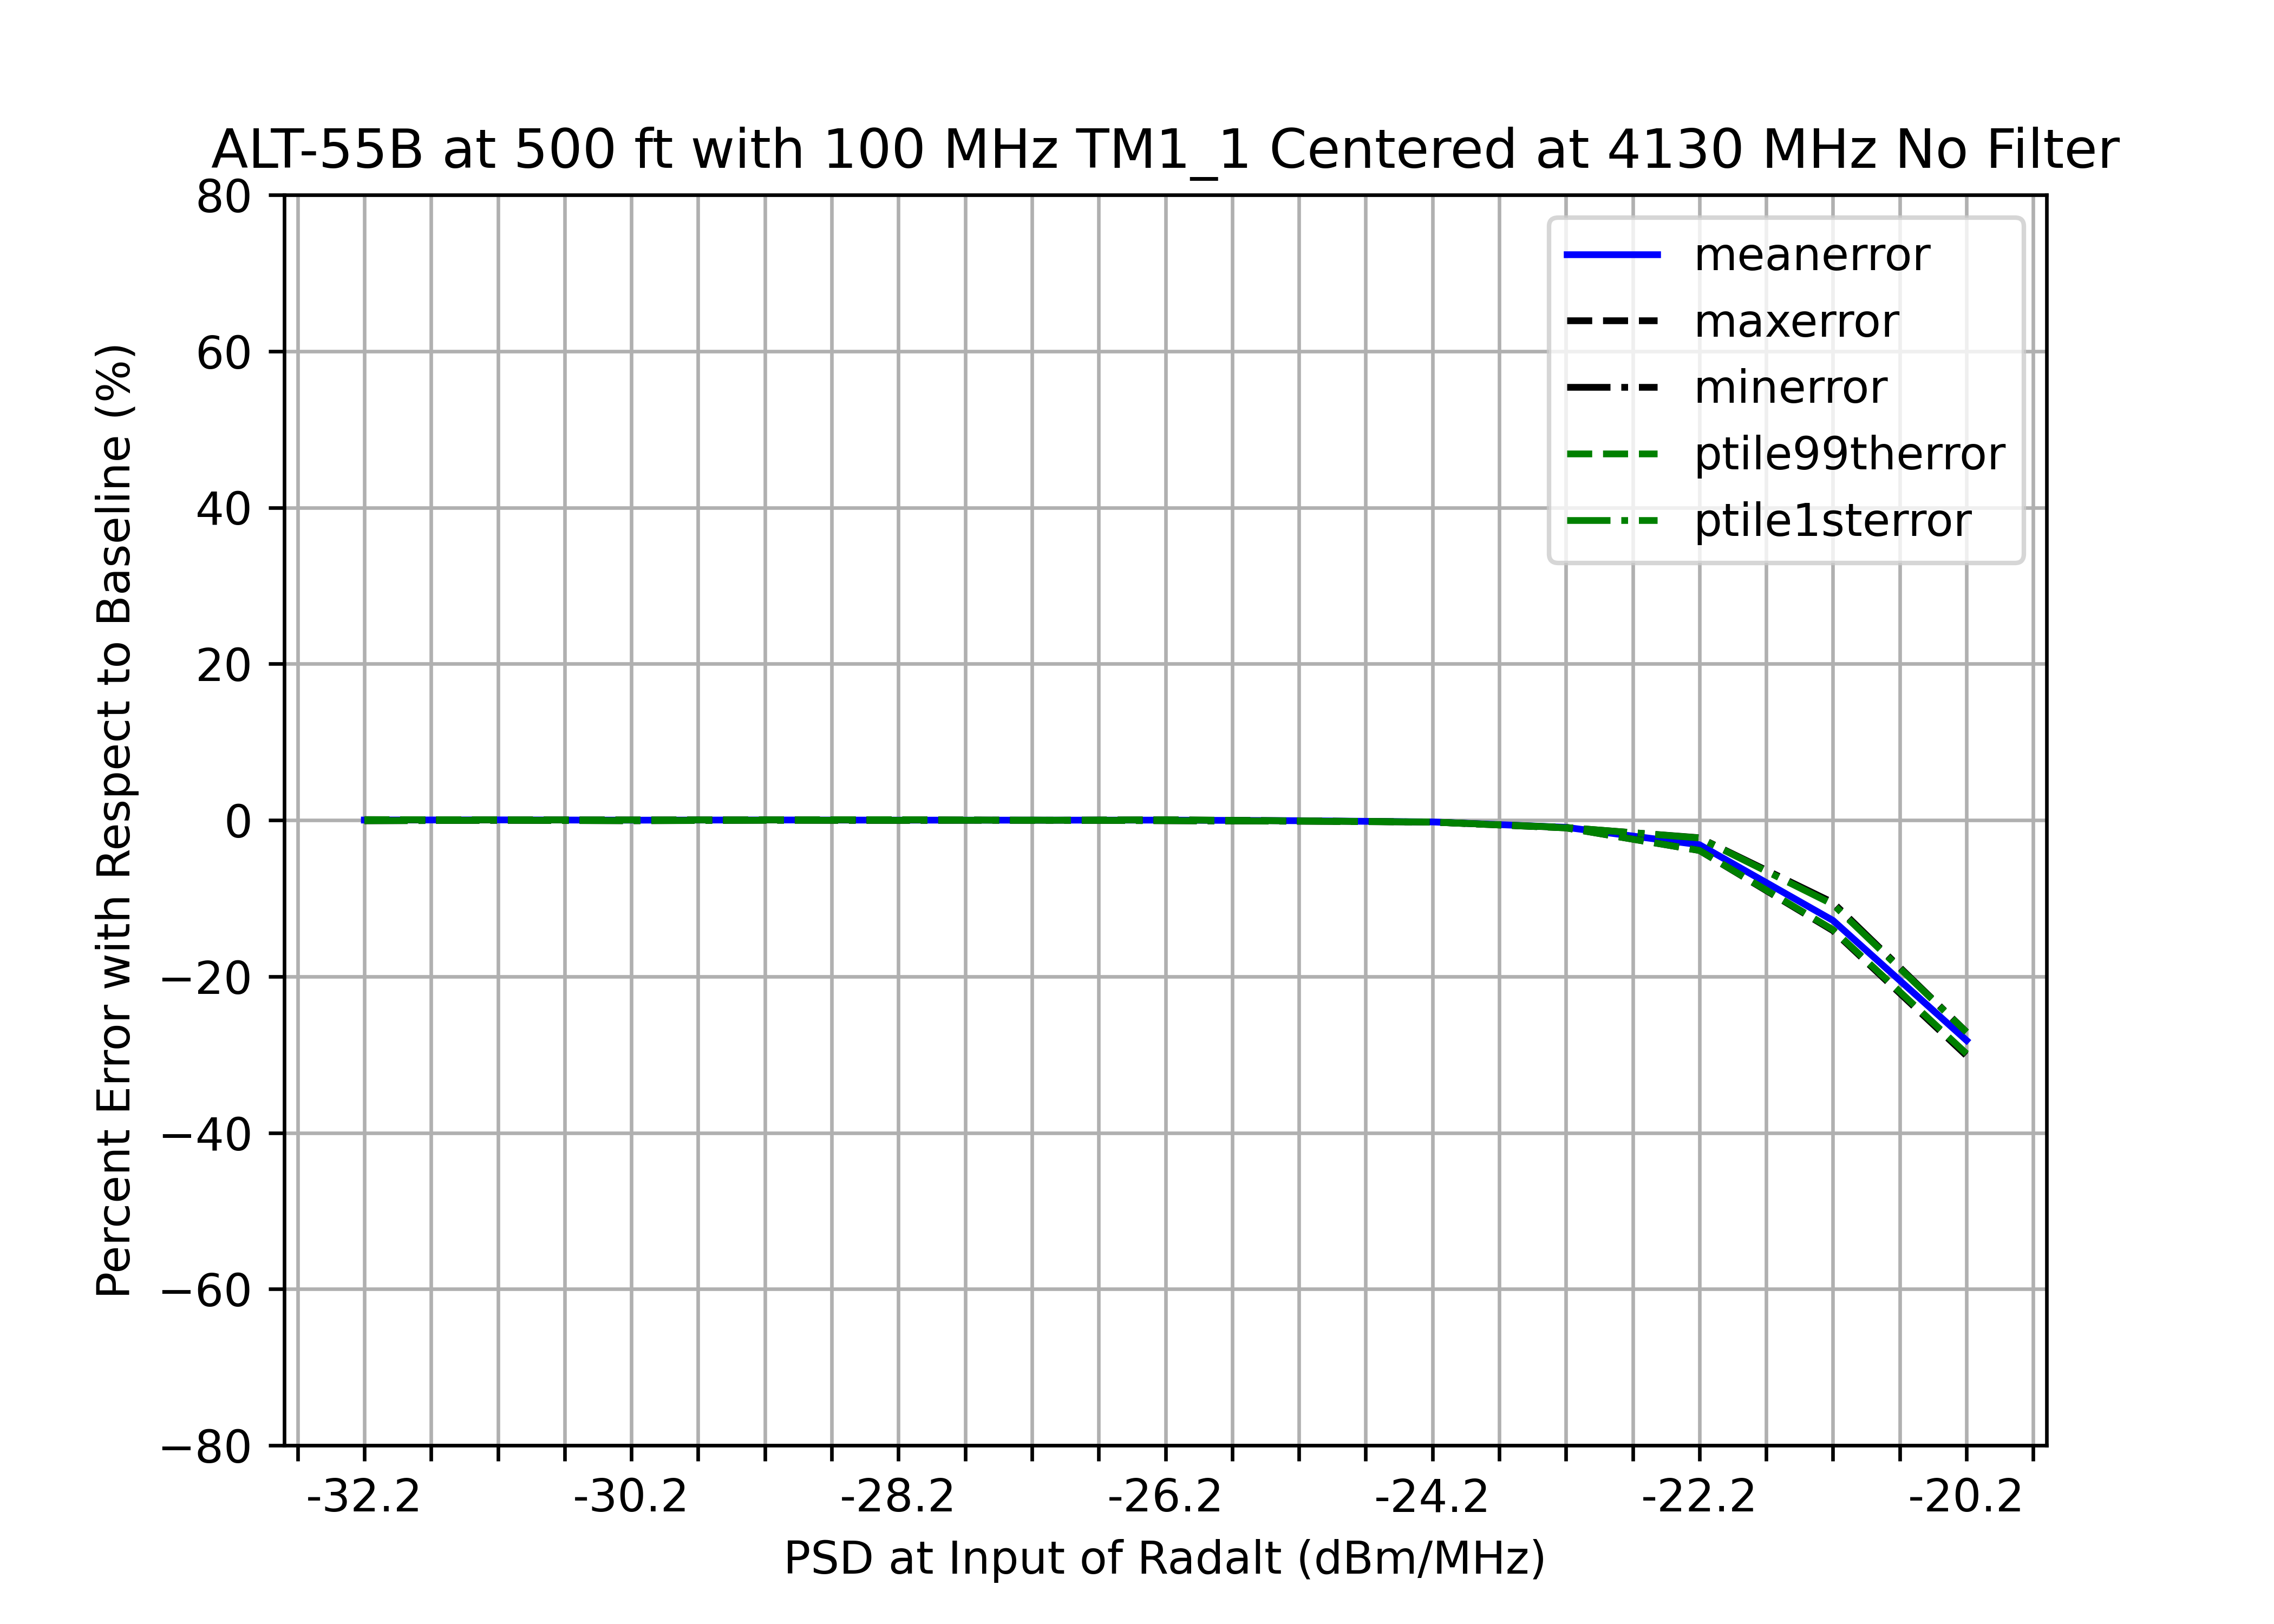 ALT-55B at 500 ft with 100 MHz TM1_1 Centered at 4130 MHz No Filter
80
60
40
20
0
−20
−40
−60
−80
Percent Error with Respect to Baseline (%)
meanerror
maxerror
minerror
ptile99therror
ptile1sterror
-32.2 -30.2 -28.2 -26.2 -24.2 -22.2 -20.2
PSD at Input of Radalt (dBm/MHz)